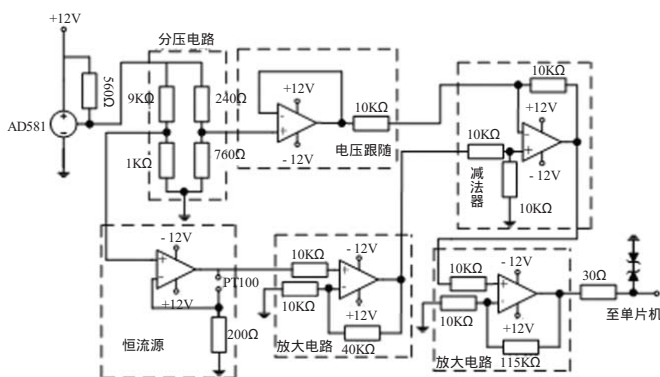 +12V
分压电路
560Ω
9KΩ
240Ω
AD581
1KΩ
760Ω
+12V
-
+
- 12V
10KΩ
电压跟随
10KΩ
+12V
10KΩ
-
+
- 12V
减法器
10KΩ
- 12V
+
-
+12V
PT100
200Ω
恒流源
10KΩ
- 12V
+
-
10KΩ
+12V
40KΩ
放大电路
10KΩ
- 12V
+
-
10KΩ
+12V
115KΩ
放大电路
30Ω
至单片机